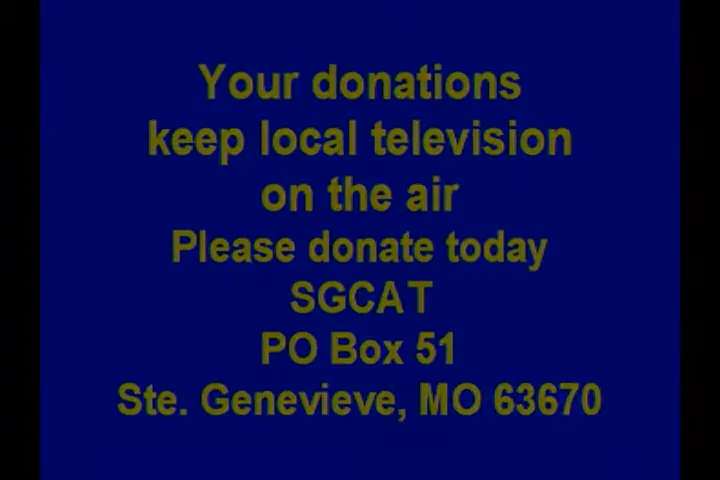 Your donations
keep local television
on the air
Please donate today
SGCAT
PO Box 51
Ste. Genevieve, MO 63670